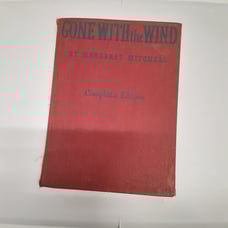 GONE WITH the WIND
BY MARGARET MITCHELL
Complete Edition